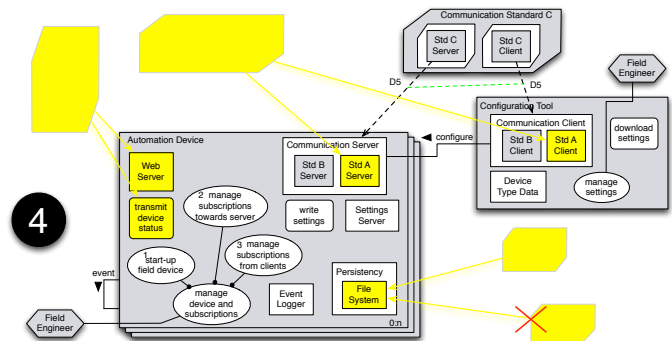 Communication Standard C
Std C
Server
Std C
Client
D5
D5
Field
Engineer
Configuration Tool
Communication Client
Std B
Client
Std A
Client
download
settings
Device
Type Data
manage
settings
configure
Automation Device
Web
Server
Communication Server
Std B
Server
Std A
Server
transmit
device
status
2 manage
subscriptions
towards server
write
settings
Settings
Server
4
1
start-up
field device
3 manage
subscriptions
from clients
event
manage
device and
subscriptions
Event
Logger
Persistency
File
System
Field
Engineer
0:n